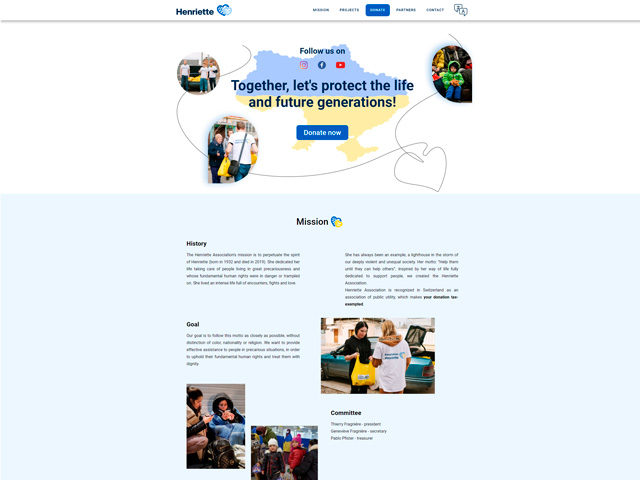 Henriette
MISSION
PROJECTS
DONATE
PARTNERS
CONTACT
Follow us on
Together, let's protect the life
and future generations!
Donate now
Mission
History
The Henriette Association's mission is to perpetuate the spirit
of Henriette (born in 1932 and died in 2019). She dedicated her
life taking care of people living in great precariousness and
whose fundamental human rights were in danger or trampled
on. She lived an intense life full of encounters, fights and love.
She has always been an example, a lighthouse in the storm of
our deeply violent and unequal society. Her motto: "Help them
until they can help others". Inspired by her way of life fully
dedicated to support people, we created the Henriette
Association.
Henriette Association is recognized in Switzerland as an
association of public utility, which makes your donation tax-
exempted.
Goal
Our goal is to follow this motto as closely as possible, without
distinction of color, nationality or religion. We want to provide
effective assistance to people in precarious situations, in order
to uphold their fundamental human rights and treat them with
dignity.
Committee
Thierry Fragnière - president
Geneviève Fragnière - secretary
Pablo Pfister - treasurer